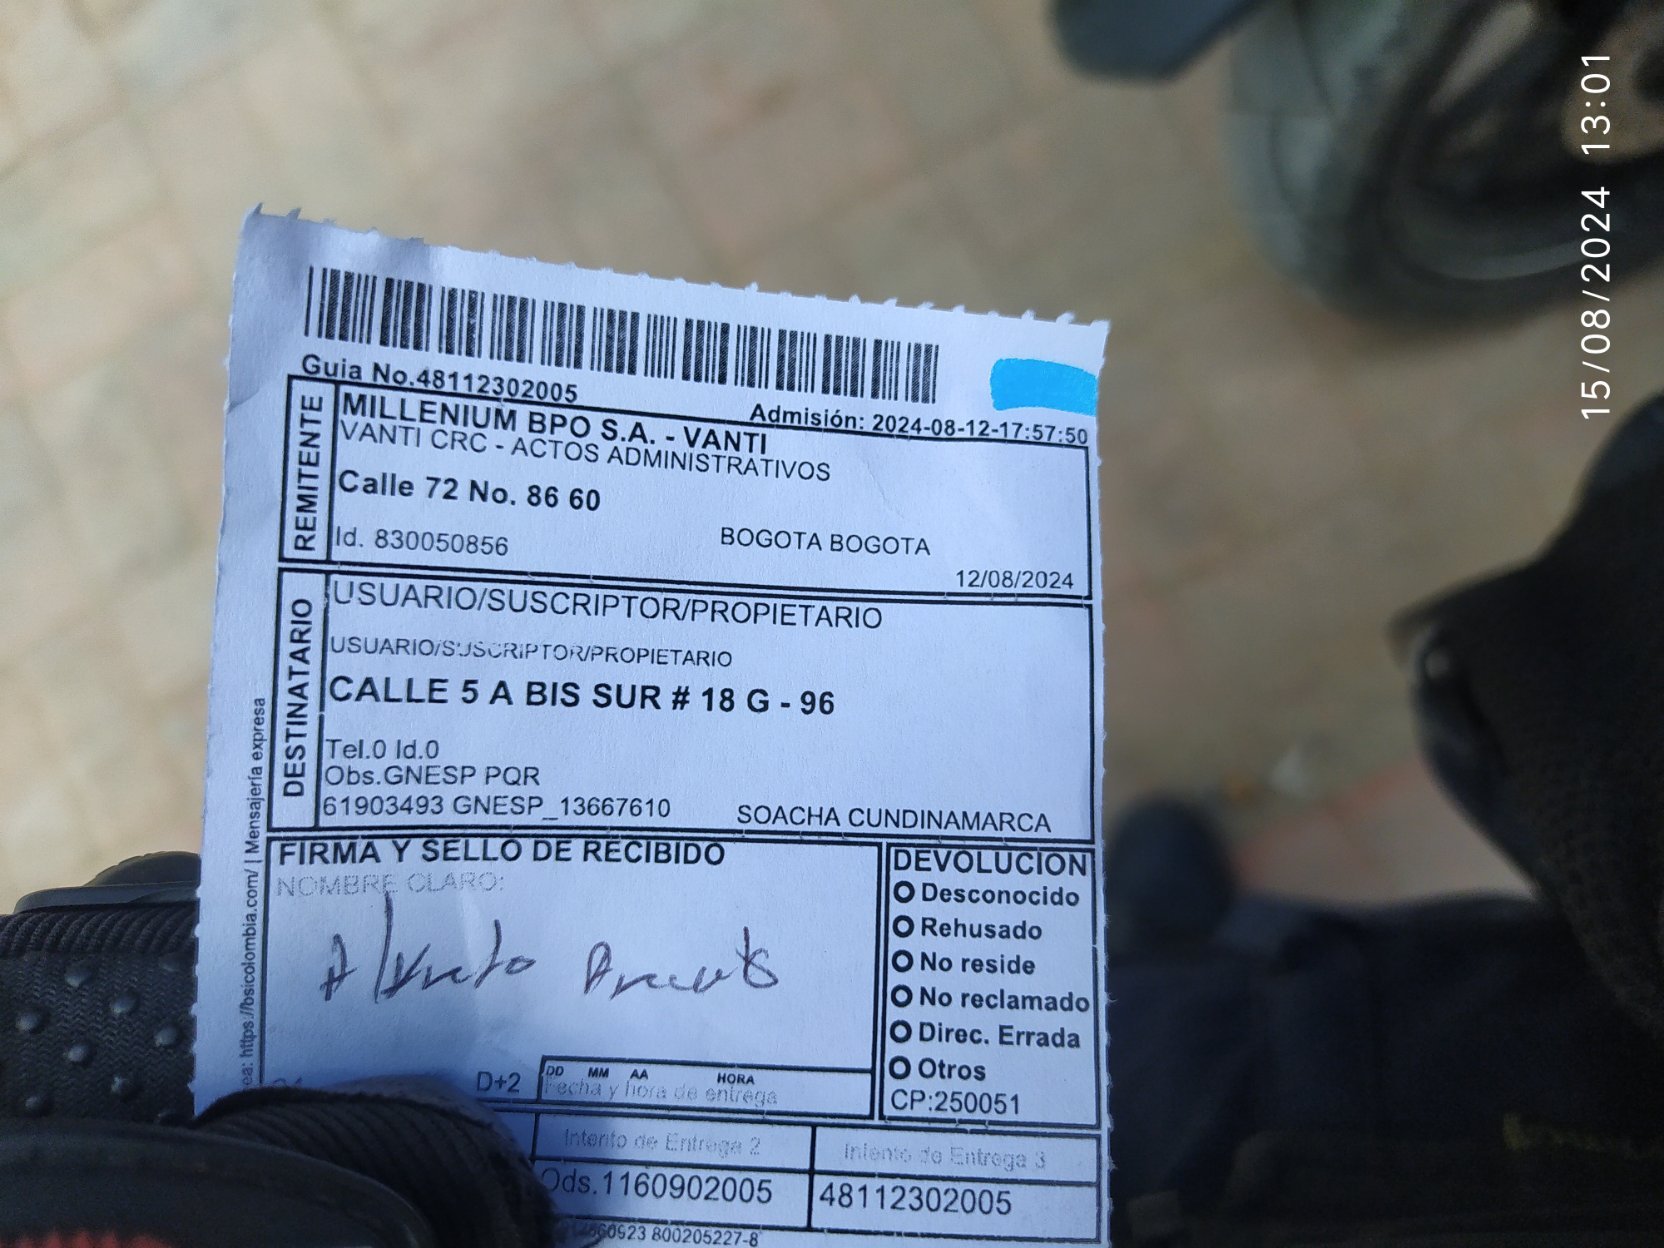 15/08/2024 13:01
Guia No.48112302005
Admisión: 2024-08-12-17:57:50
REMITENTE
MILLENIUM BPO S.A. - VANTI
VANTI CRC - ACTOS ADMINISTRATIVOS
Calle 72 No. 86 60
Id. 830050856
BOGOTA BOGOTA
12/08/2024
DESTINATARIO
USUARIO/SUSCRIPTOR/PROPIETARIO
USUARIO/SUSCRIPTOR/PROPIETARIO
CALLE 5 A BIS SUR # 18 G - 96
Tel.0 Id.0
Obs.GNESP PQR
61903493 GNESP_13667610
SOACHA CUNDINAMARCA
https://bsicolombia.com/ | Mensajería expresa
FIRMA Y SELLO DE RECIBIDO
NOMBRE CLARO:
DEVOLUCION
Desconocido
Rehusado
No reside
No reclamado
Direc. Errada
Otros
CP:250051
D+2
DD MM AA HORA
Fecha y hora de entrega
Intento de Entrega 2
Intento de Entrega 3
Ods.1160902005
48112302005
800205227-8